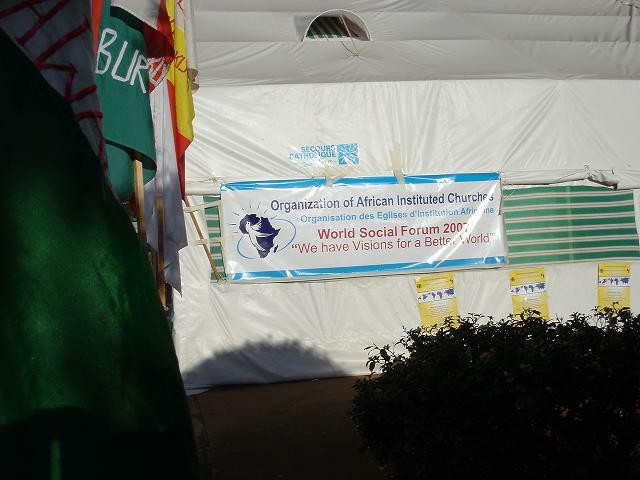 BUR
SECOURS
CATHOLIQUE
Organization of African Instituted Churches
Organisation des Eglises d'Institution Africaine
World Social Forum 2007
"We have Visions for a Better World"